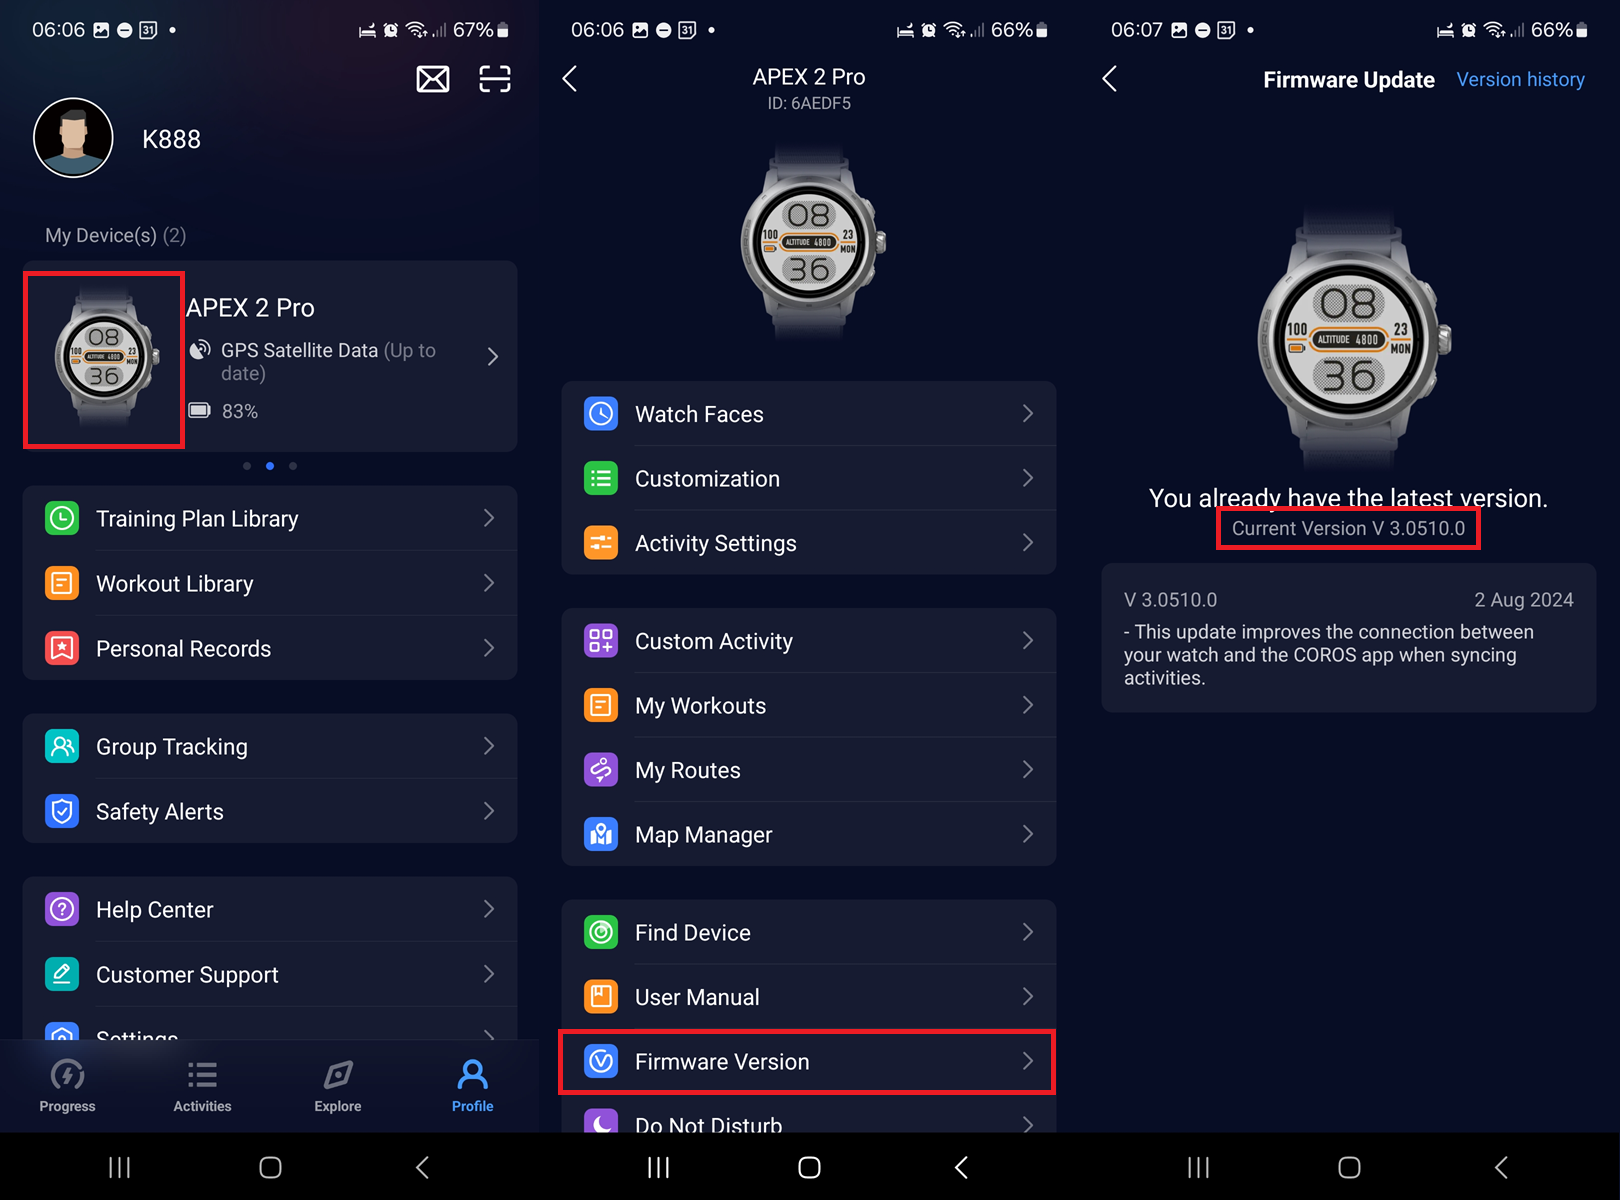 06:06 31 67%
K888
My Device(s) (2)
08
100 ALTITUDE 4800 23 MON
36
APEX 2 Pro
GPS Satellite Data (Up to
date)
83%
Training Plan Library
Workout Library
Personal Records
Group Tracking
Safety Alerts
Help Center
Customer Support
Settings
Progress
Activities
Explore
Profile
06:06 31 66%
APEX 2 Pro
ID: 6AEDF5
08
100 ALTITUDE 4800 23 MON
36
Watch Faces
Customization
Activity Settings
Custom Activity
My Workouts
My Routes
Map Manager
Find Device
User Manual
Firmware Version
Do Not Disturb
06:07 31 66%
Firmware Update Version history
COROS
08
100 ALTITUDE 4800 23 MON
36
You already have the latest version.
Current Version V 3.0510.0
V 3.0510.0 2 Aug 2024
- This update improves the connection between
your watch and the COROS app when syncing
activities.